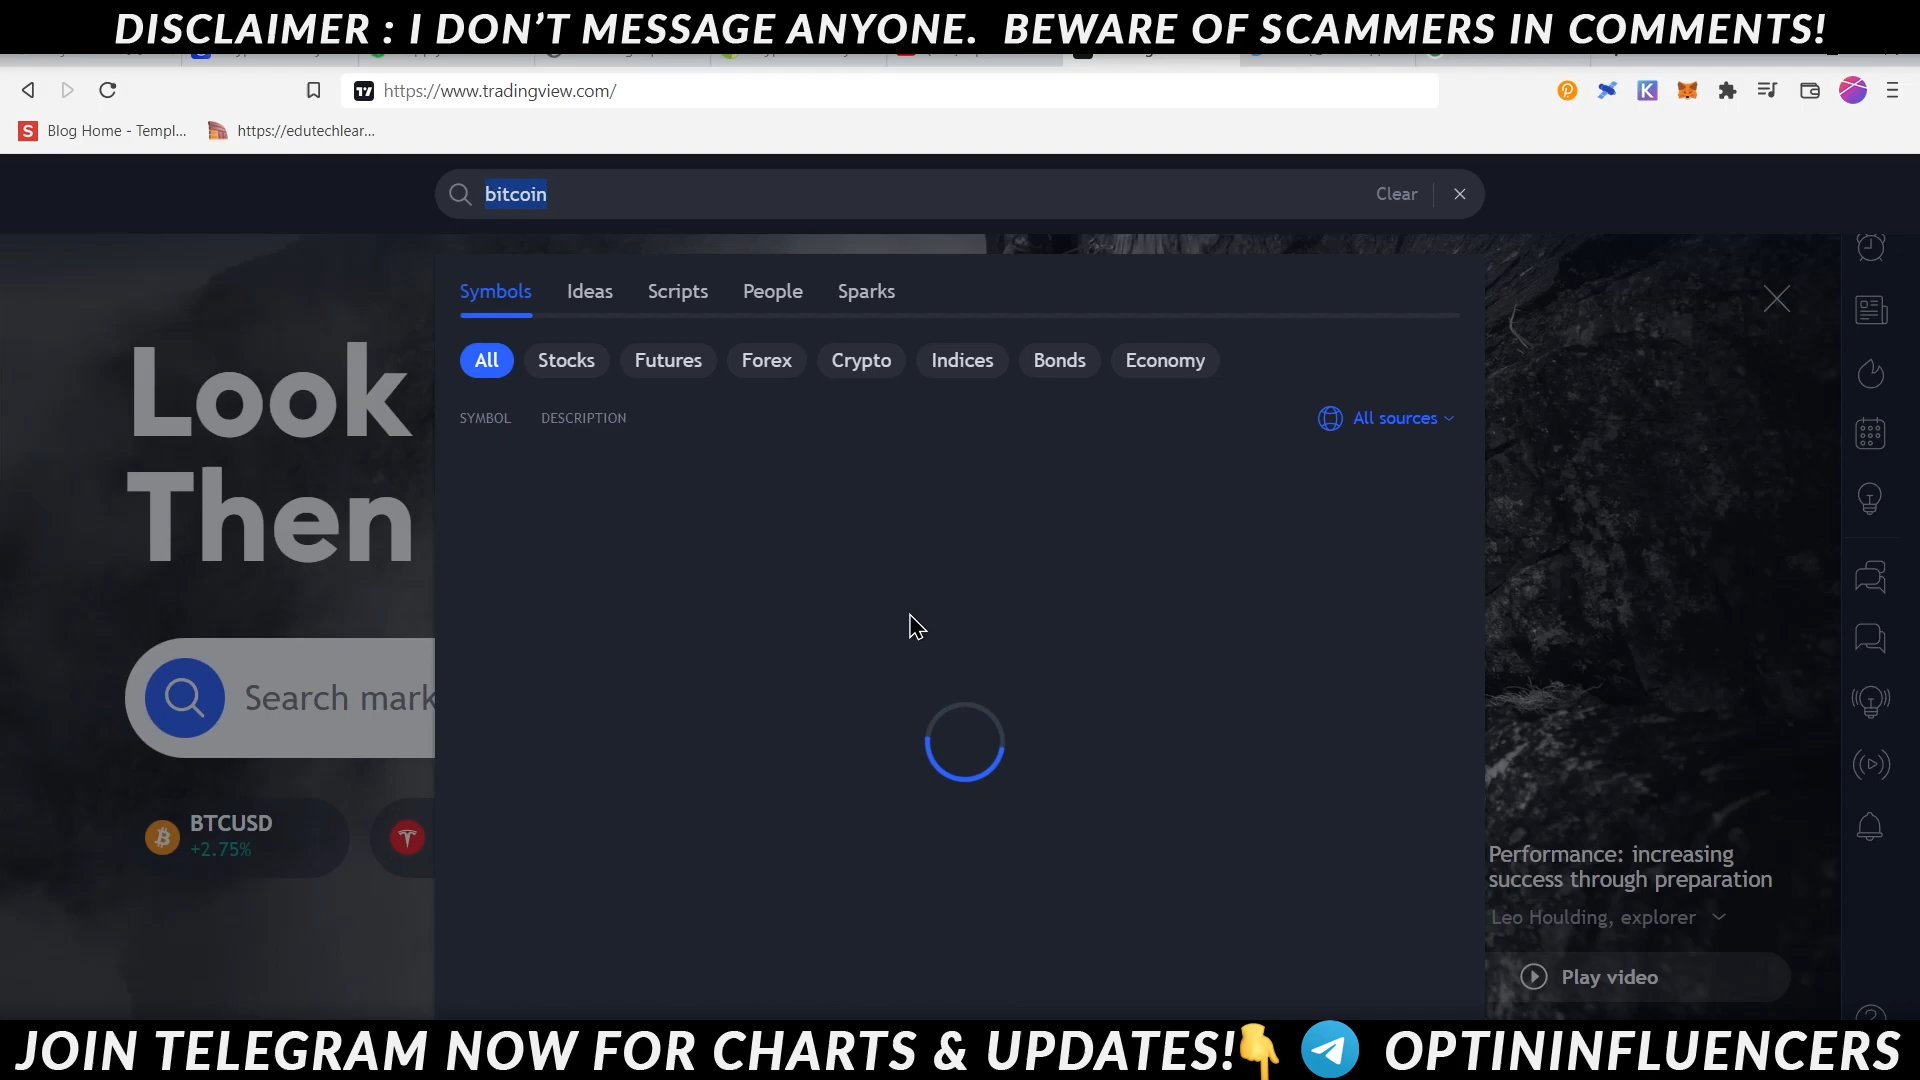 DISCLAIMER : I DON'T MESSAGE ANYONE. BEWARE OF SCAMMERS IN COMMENTS!
https://www.tradingview.com/
Blog Home - Templ...
https://edutechlear...
bitcoin
Clear
Symbols
Ideas
Scripts
People
Sparks
All
Stocks
Futures
Forex
Crypto
Indices
Bonds
Economy
SYMBOL
DESCRIPTION
All sources
Look
Then
Search mark
BTCUSD
+2.75%
Performance: increasing
success through preparation
Leo Houlding, explorer
Play video
JOIN TELEGRAM NOW FOR CHARTS & UPDATES!👇 OPTININFLUENCERS